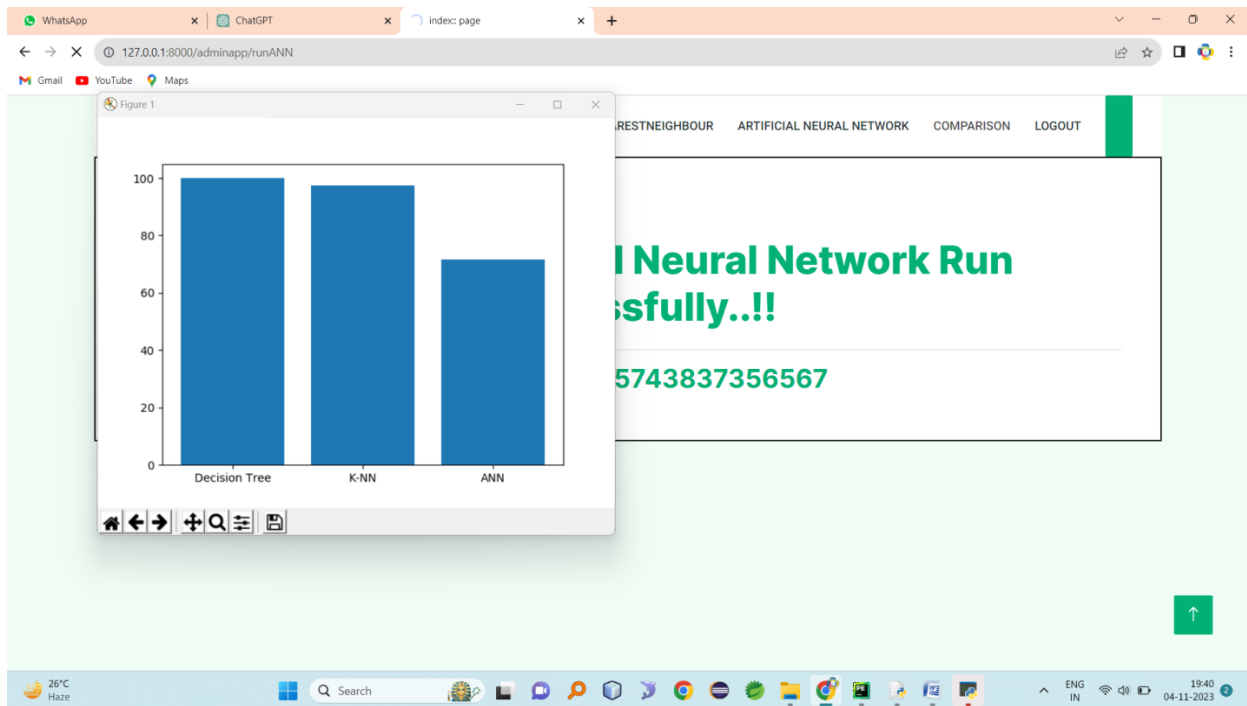 WhatsApp
ChatGPT
index:: page
127.0.0.1:8000/adminapp/runANN
Gmail
YouTube
Maps
Figure 1
RESTNEIGHBOUR
ARTIFICIAL NEURAL NETWORK
COMPARISON
LOGOUT
100
80
60
40
20
0
Decision Tree
K-NN
ANN
l Neural Network Run
ssfully..!!
5743837356567
26°C
Haze
Search
ENG
IN
19:40
04-11-2023
2